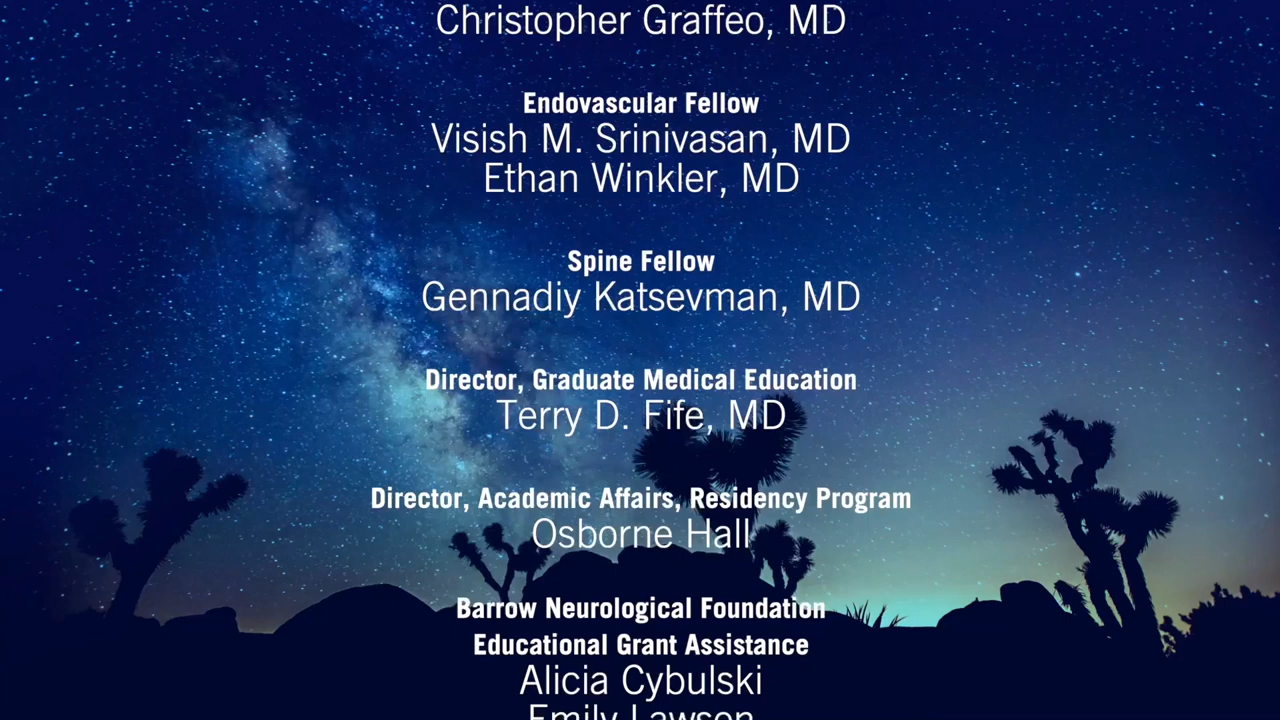 Christopher Graffeo, MD
Endovascular Fellow
Visish M. Srinivasan, MD
Ethan Winkler, MD
Spine Fellow
Gennadiy Katsevman, MD
Director, Graduate Medical Education
Terry D. Fife, MD
Director, Academic Affairs, Residency Program
Osborne Hall
Barrow Neurological Foundation
Educational Grant Assistance
Alicia Cybulski
Emily Lawson